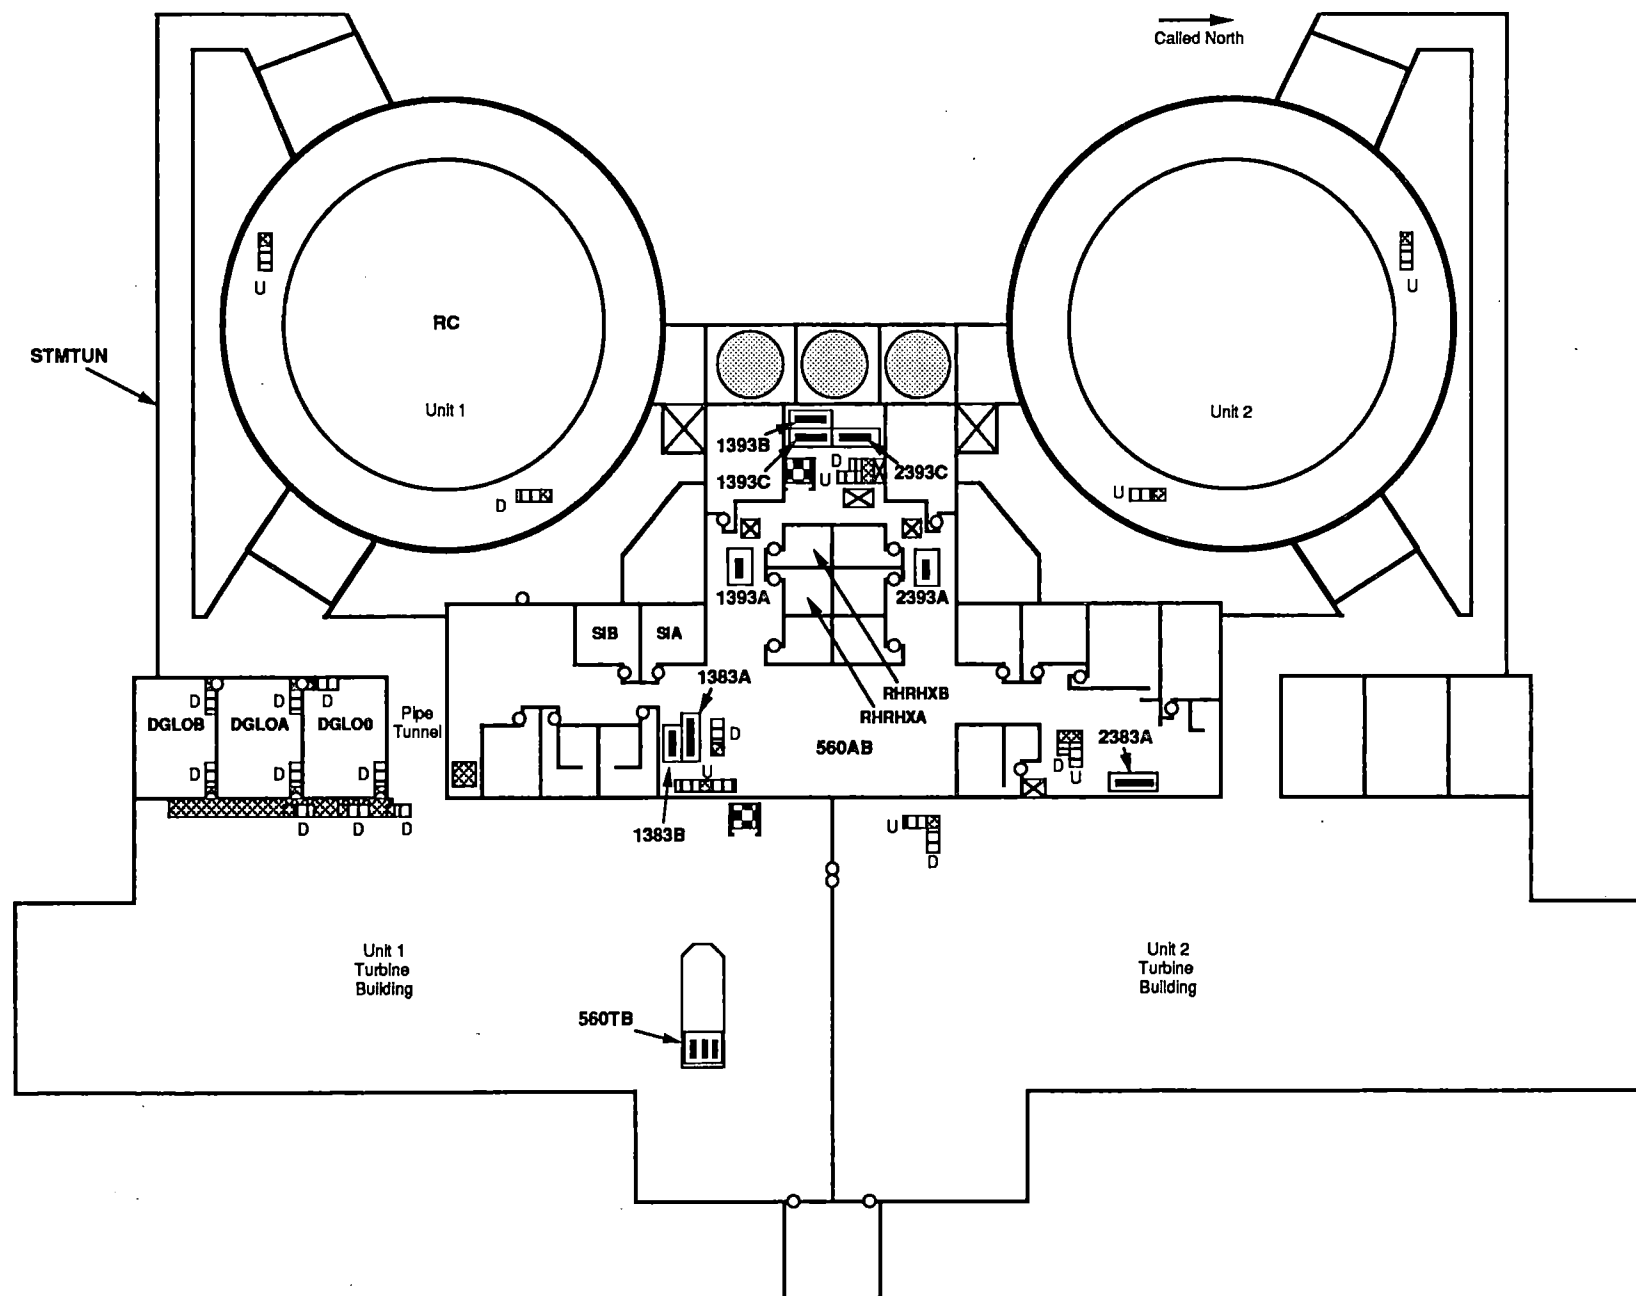 Called North
U
U
RC
STMTUN
Unit 1
Unit 2
1393B
1393C
D
U
2393C
D
U
1393A
2393A
SIB
SIA
1383A
RHRHXB
RHRHXA
D
D
D
DGLOB
DGLOA
DGLO0
Pipe
Tunnel
D
560AB
2383A
D
D
D
U
D
U
D
D
D
1383B
U
D
Unit 1
Turbine
Building
Unit 2
Turbine
Building
560TB